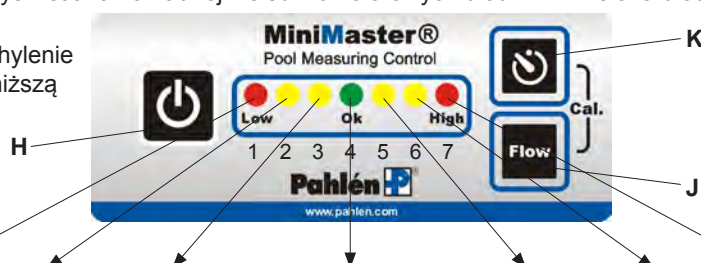 hylenie
niższą
MiniMaster®
Pool Measuring Control
K
H
Low Ok High
Cal.
1 2 3 4 5 6 7
Flow
J
Pahlén
www.pahlen.com